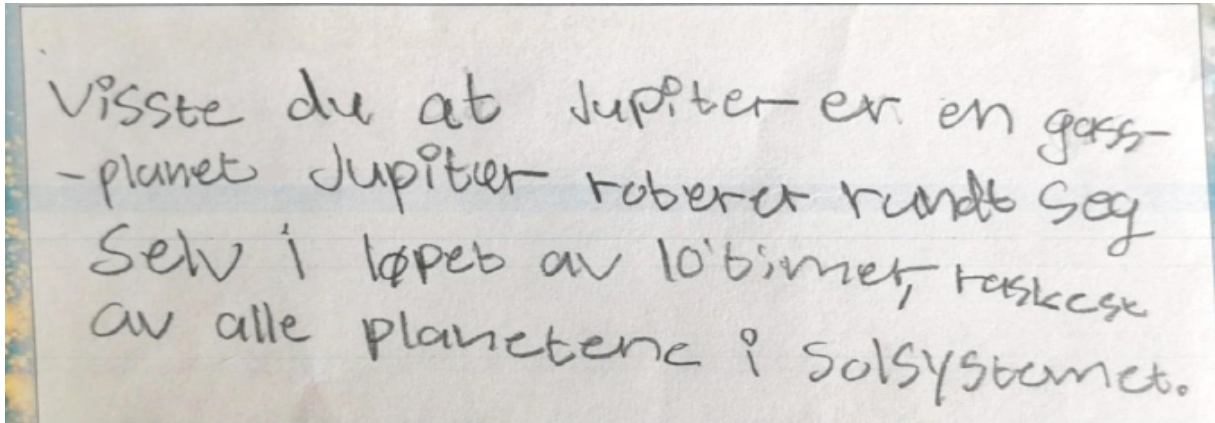 Visste du at Jupiter er en gass-
-planet Jupiter roterer rundt seg
Selv i løpet av 10 timer, raskest
av alle planetene i Solsystemet.